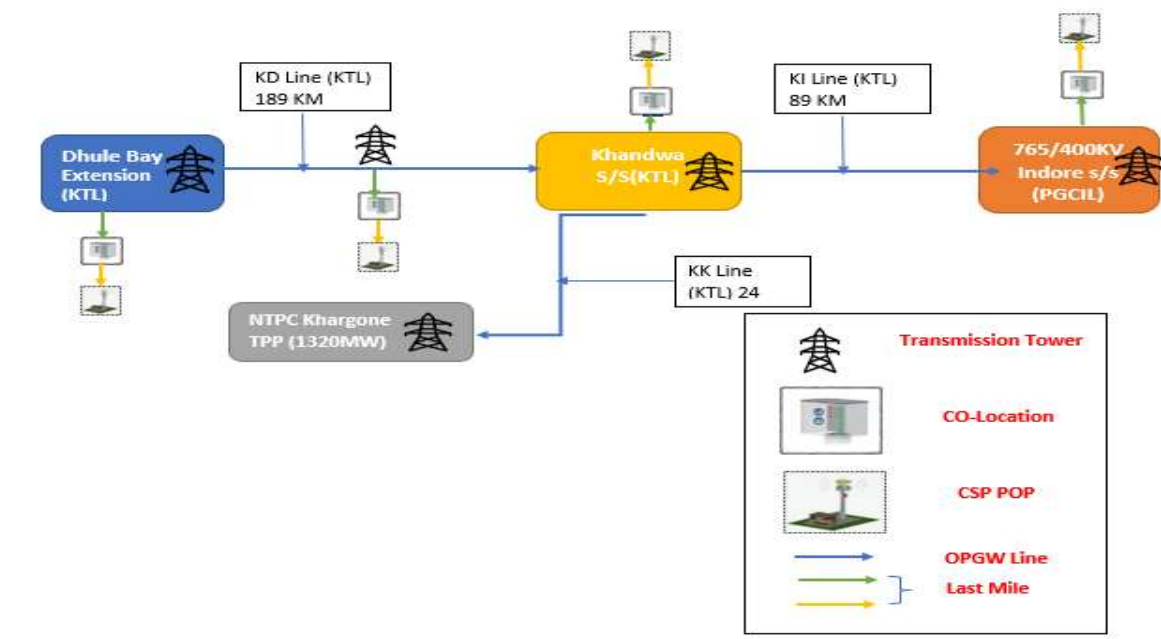 KD Line (KTL)
189 KM
KI Line (KTL)
89 KM
Dhule Bay
Extension
(KTL)
Khandwa
S/S(KTL)
765/400KV
Indore s/s
(PGCIL)
KK Line
(KTL) 24
NTPC Khargone
TPP (1320MW)
Transmission Tower
CO-Location
CSP POP
OPGW Line
Last Mile